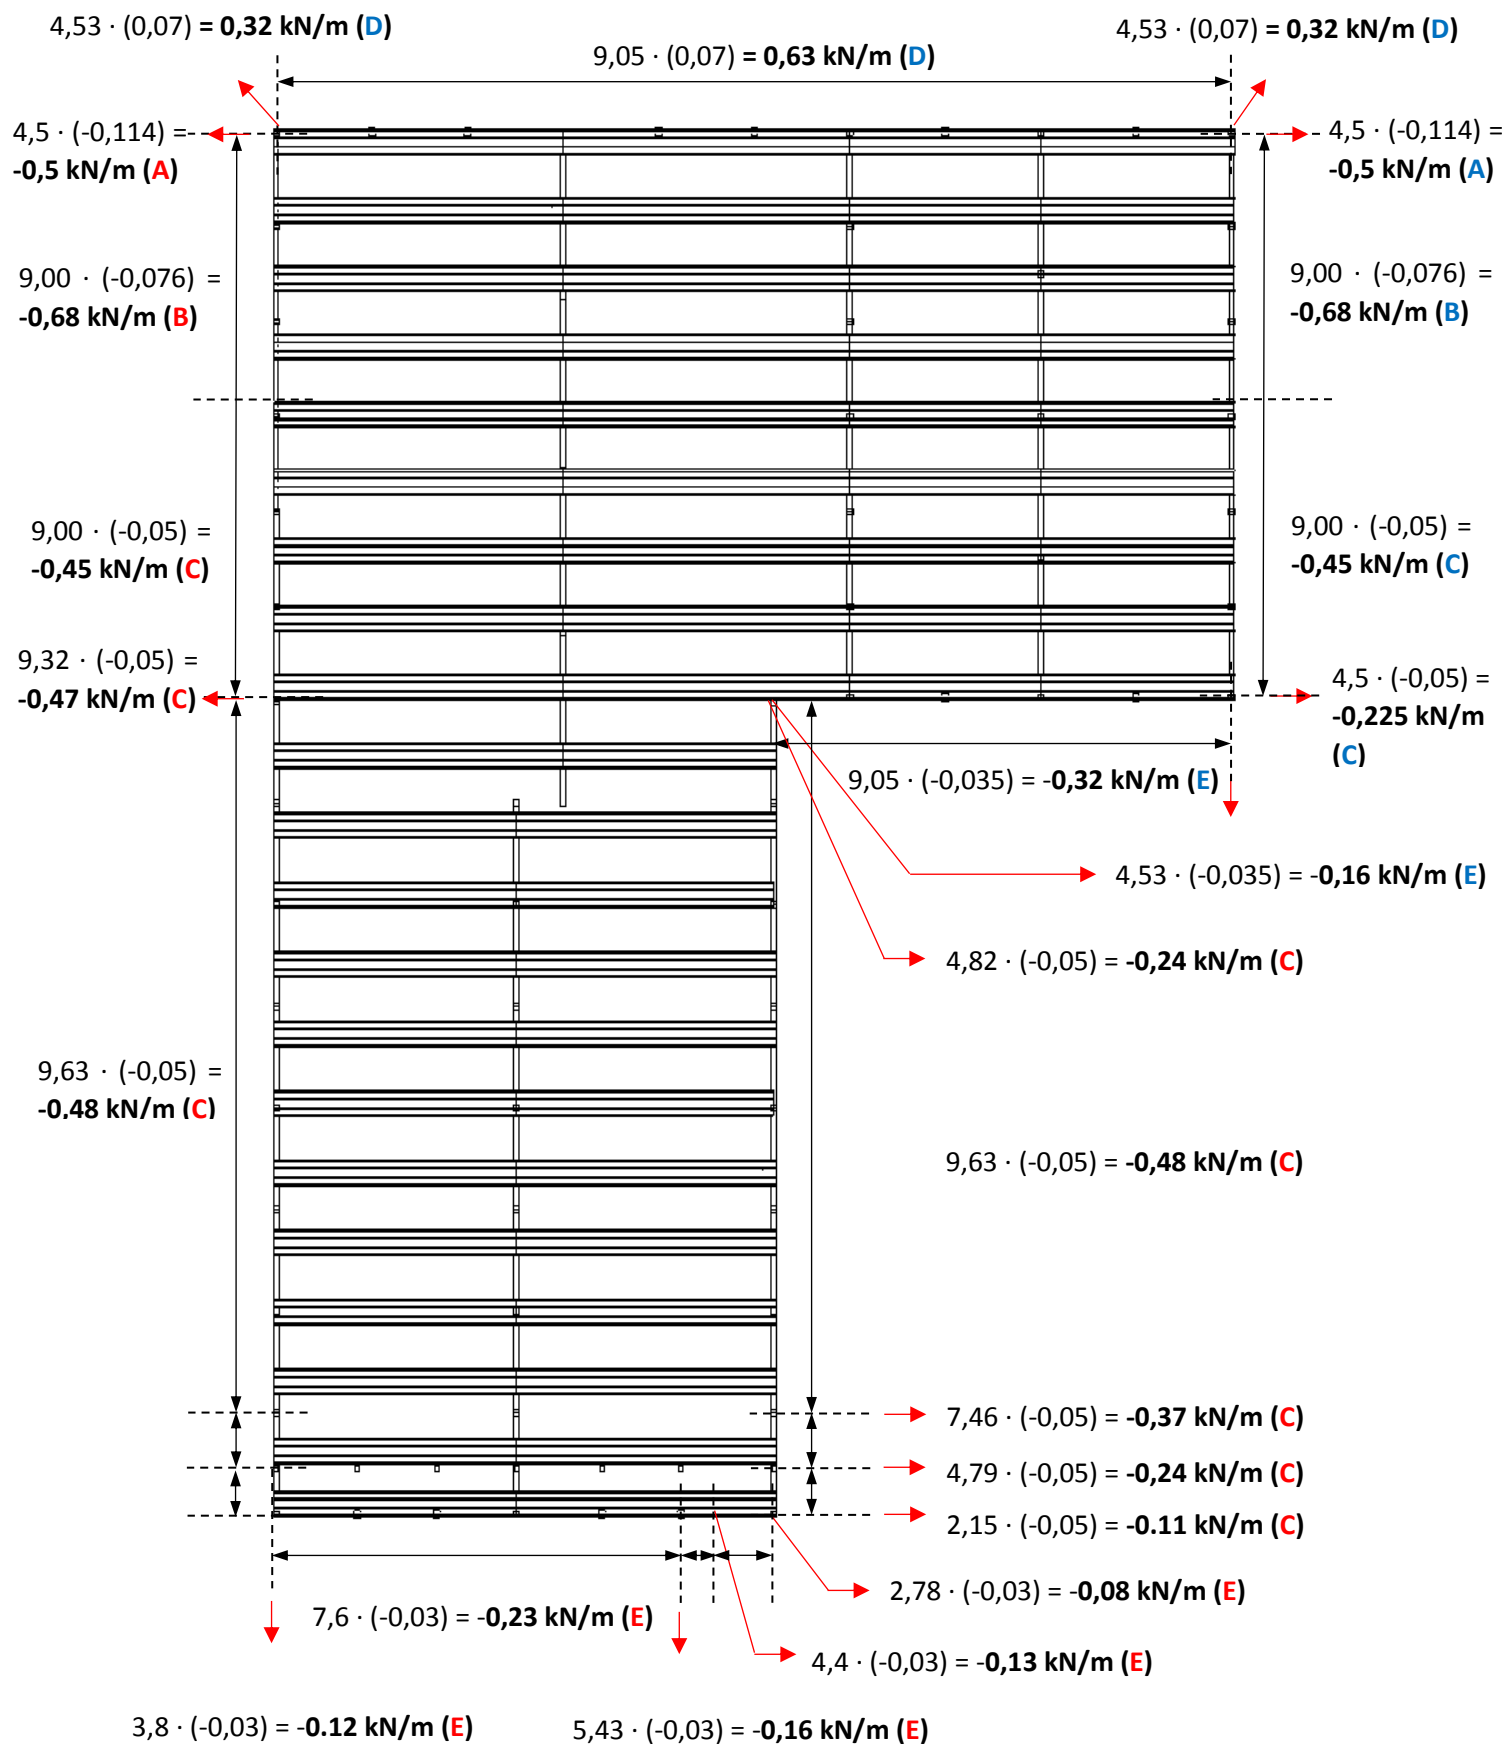 4,53 · (0,07) = 0,32 kN/m (D)
4,53 · (0,07) = 0,32 kN/m (D)
9,05 · (0,07) = 0,63 kN/m (D)
4,5 · (-0,114) =
-0,5 kN/m (A)
4,5 · (-0,114) =
-0,5 kN/m (A)
9,00 · (-0,076) =
-0,68 kN/m (B)
9,00 · (-0,076) =
-0,68 kN/m (B)
9,00 · (-0,05) =
-0,45 kN/m (C)
9,00 · (-0,05) =
-0,45 kN/m (C)
9,32 · (-0,05) =
-0,47 kN/m (C)
4,5 · (-0,05) =
-0,225 kN/m
(C)
9,05 · (-0,035) = -0,32 kN/m (E)
4,53 · (-0,035) = -0,16 kN/m (E)
4,82 · (-0,05) = -0,24 kN/m (C)
9,63 · (-0,05) =
-0,48 kN/m (C)
9,63 · (-0,05) = -0,48 kN/m (C)
7,46 · (-0,05) = -0,37 kN/m (C)
4,79 · (-0,05) = -0,24 kN/m (C)
2,15 · (-0,05) = -0.11 kN/m (C)
2,78 · (-0,03) = -0,08 kN/m (E)
7,6 · (-0,03) = -0,23 kN/m (E)
4,4 · (-0,03) = -0,13 kN/m (E)
3,8 · (-0,03) = -0.12 kN/m (E)
5,43 · (-0,03) = -0,16 kN/m (E)